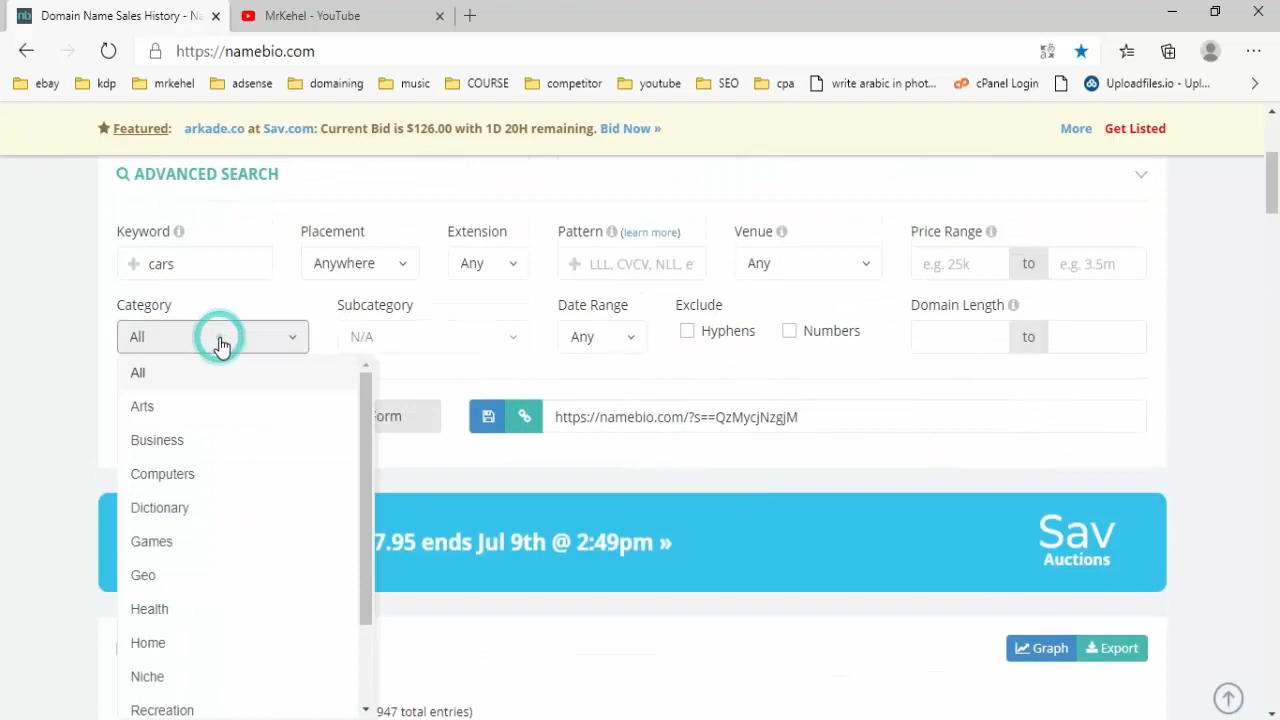 Domain Name Sales History - Na
MrKehel - YouTube
https://namebio.com
ebay
kdp
mrkehel
adsense
domaining
music
COURSE
competitor
youtube
SEO
cpa
write arabic in phot...
cPanel Login
Uploadfiles.io - Upl...
Featured: arkade.co at Sav.com: Current Bid is $126.00 with 1D 20H remaining. Bid Now »
More
Get Listed
ADVANCED SEARCH
Keyword
Placement
Extension
Pattern (learn more)
Venue
Price Range
cars
Anywhere
Any
LLL, CVCV, NLL, e
Any
e.g. 25k
to
e.g. 3.5m
Category
Subcategory
Date Range
Exclude
Domain Length
All
N/A
Any
Hyphens
Numbers
to
All
Arts
Business
Computers
Dictionary
Games
Geo
Health
Home
Niche
Recreation
orm
https://namebio.com/?s==QzMycjNzgjM
7.95 ends Jul 9th @ 2:49pm »
Sav
Auctions
Graph
Export
947 total entries)